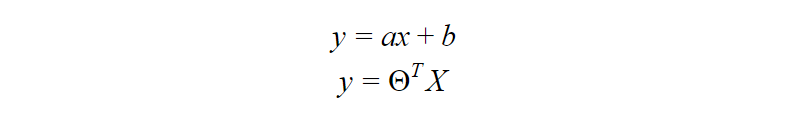 y = ax + b
y = Θ^T X